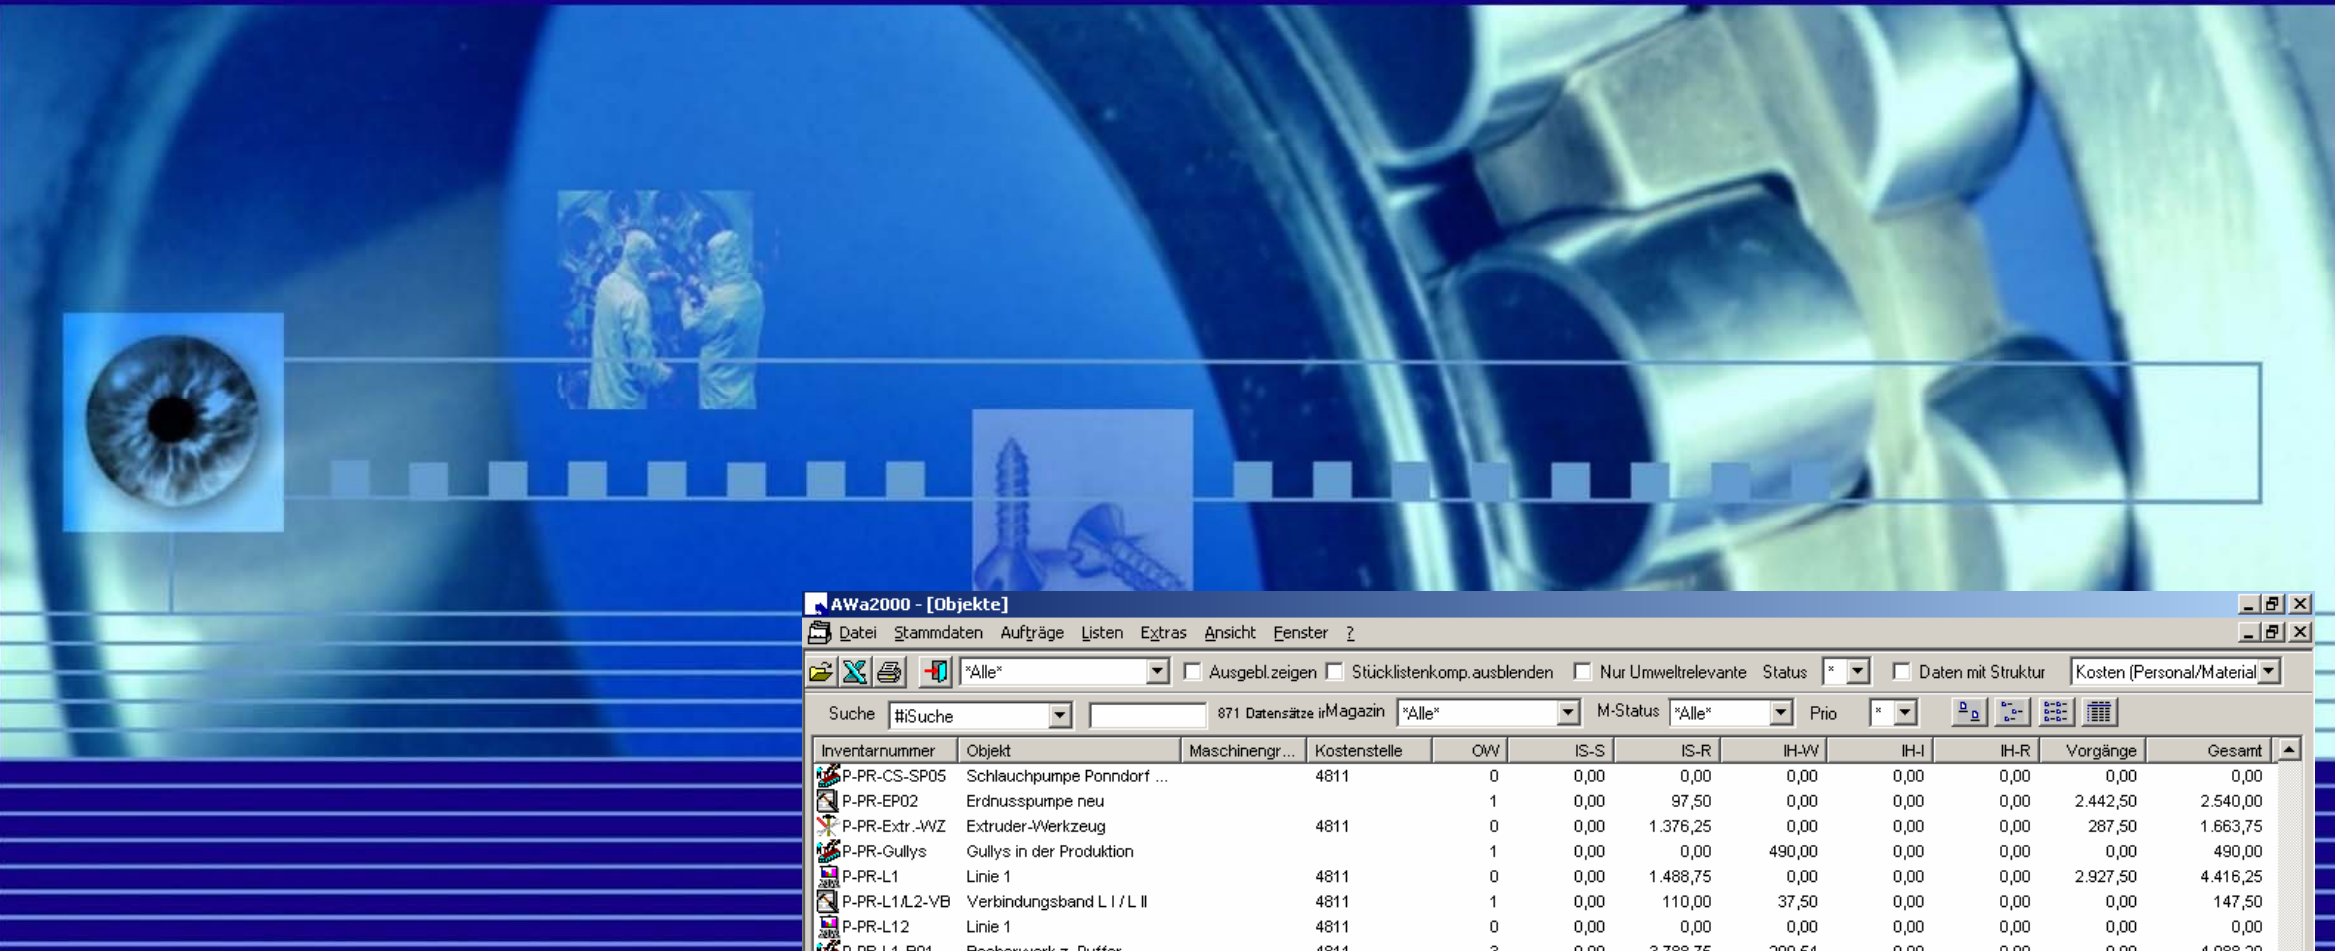 AWa2000 - [Objekte]
Datei Stammdaten Aufträge Listen Extras Ansicht Fenster ?
*Alle* Ausgebl.zeigen Stücklistenkomp.ausblenden Nur Umweltrelevante Status * Daten mit Struktur Kosten (Personal/Material
Suche #iSuche 871 Datensätze ir Magazin *Alle* M-Status *Alle* Prio *
Inventarnummer Objekt Maschinengr... Kostenstelle OW IS-S IS-R IH-W IH-I IH-R Vorgänge Gesamt
P-PR-CS-SP05 Schlauchpumpe Ponndorf ... 4811 0 0,00 0,00 0,00 0,00 0,00 0,00 0,00
P-PR-EP02 Erdnusspumpe neu 1 0,00 97,50 0,00 0,00 0,00 2.442,50 2.540,00
P-PR-Extr.-WZ Extruder-Werkzeug 4811 0 0,00 1.376,25 0,00 0,00 0,00 287,50 1.663,75
P-PR-Gullys Gullys in der Produktion 1 0,00 0,00 490,00 0,00 0,00 0,00 490,00
P-PR-L1 Linie 1 4811 0 0,00 1.488,75 0,00 0,00 0,00 2.927,50 4.416,25
P-PR-L1/L2-VB Verbindungsband L I / L II 4811 1 0,00 110,00 37,50 0,00 0,00 0,00 147,50
P-PR-L12 Linie 1 4811 0 0,00 0,00 0,00 0,00 0,00 0,00 0,00